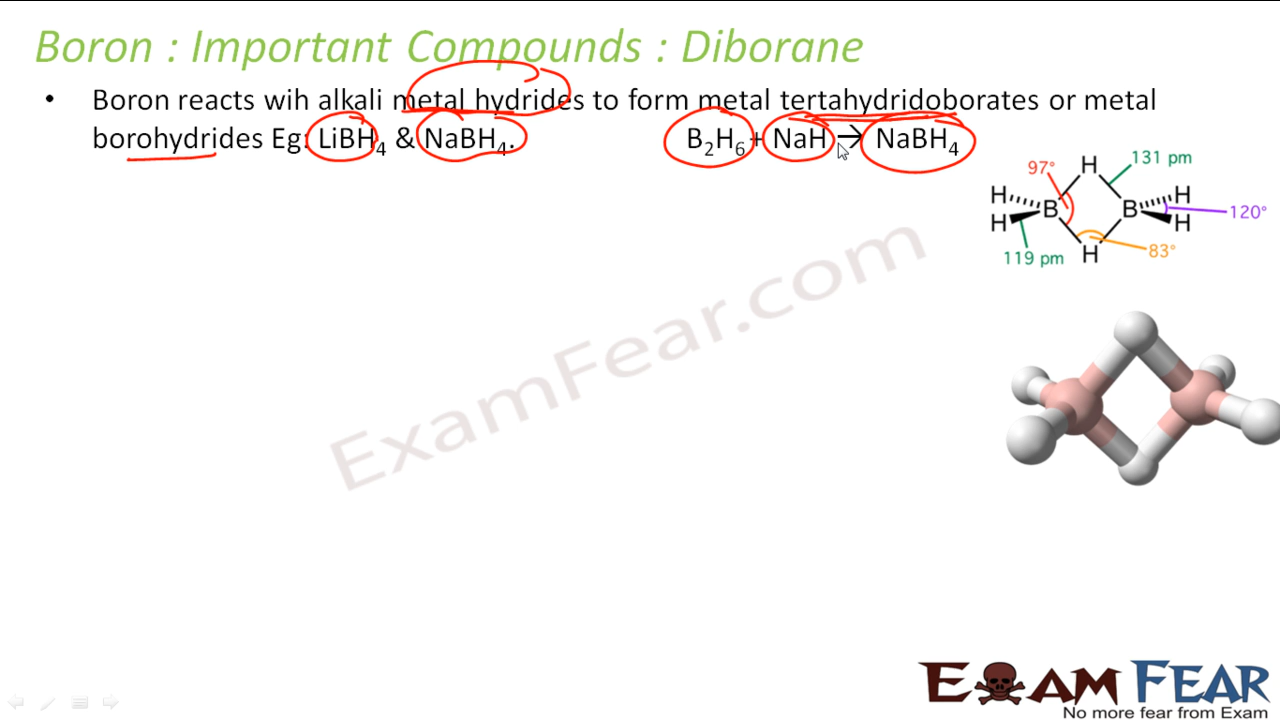 Boron : Important Compounds : Diborane
• Boron reacts wih alkali metal hydrides to form metal tertahydridoborates or metal
borohydrides Eg: LiBH₄ & NaBH₄. B₂H₆+ NaH → NaBH₄
H 131 pm
97°
H B B H 120°
H H
H 83°
119 pm
ExamFear.com
EXAM FEAR
No more fear from Exam